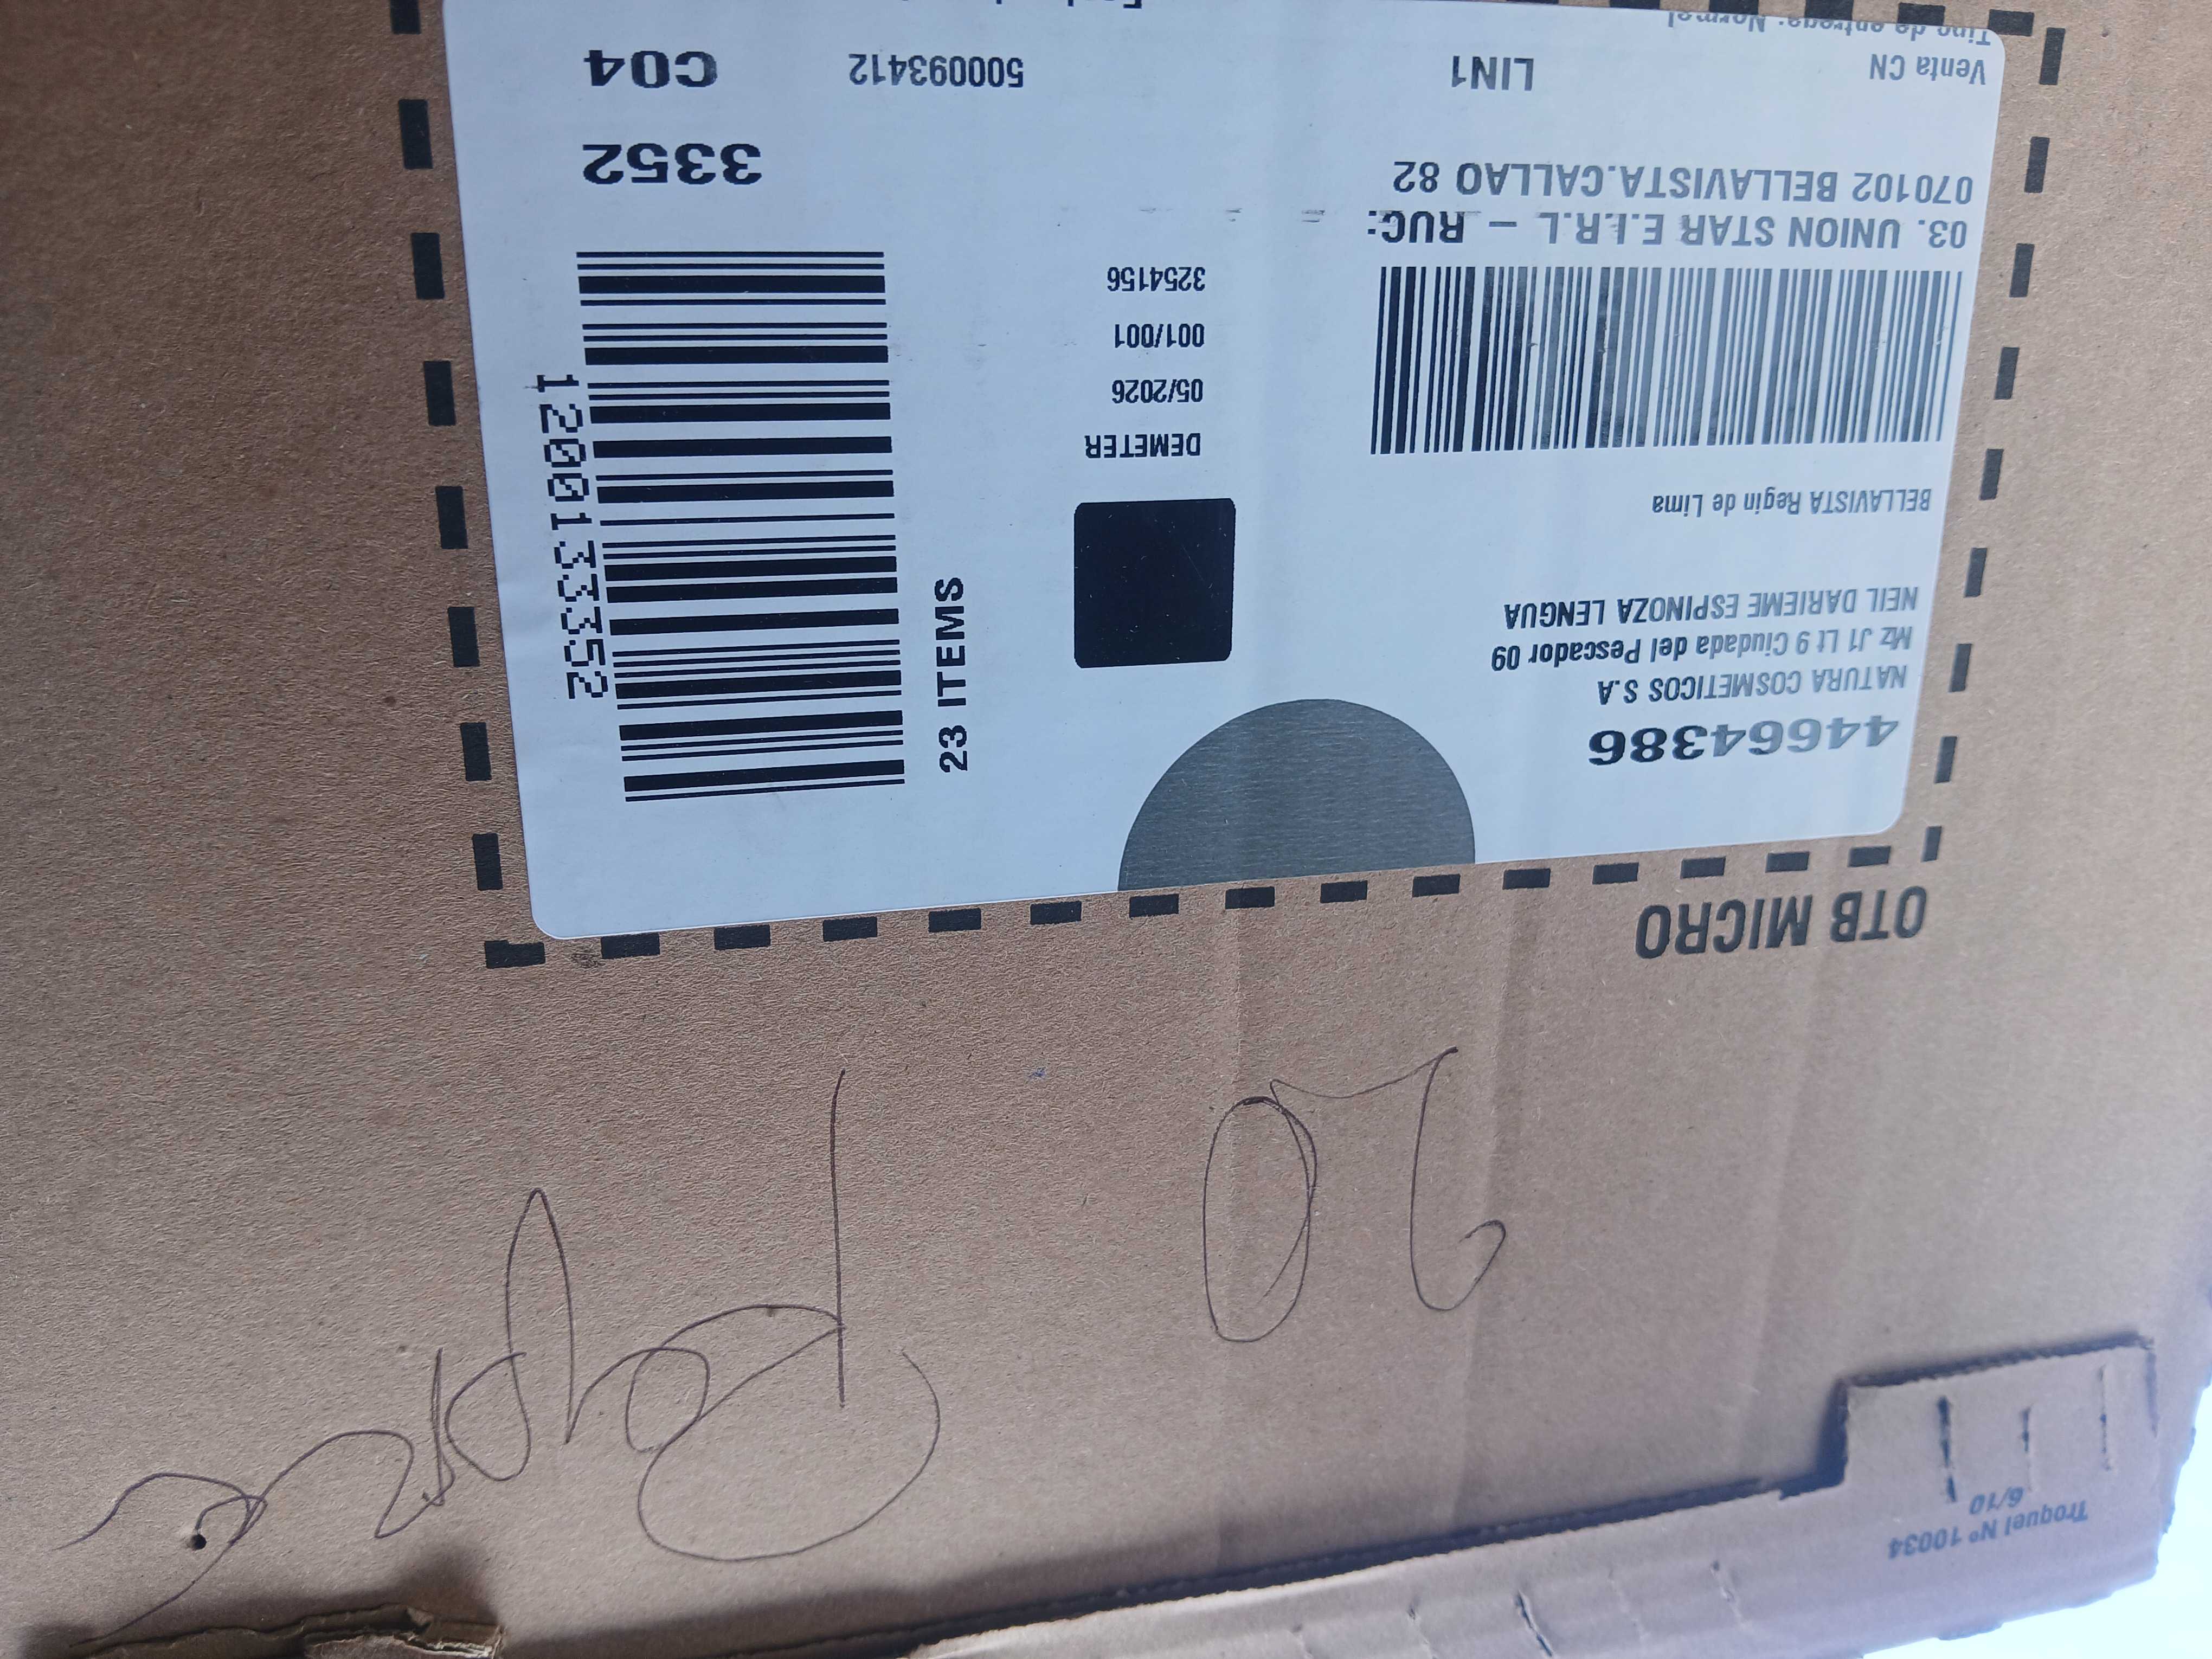 OTB MICRO
44664386
NATURA COSMETICOS S.A
Mz J1 Lt 9 Ciudada del Pescador 09
NEIL DARIEME ESPINOZA LENGUA
BELLAVISTA Regin de Lima
03. UNION STAR E.I.R.L - RUC:
070102 BELLAVISTA.CALLAO 82
Venta CN
LIN1
Tipo de entrega: Normal
DEMETER
05/2026
001/001
3254156
500093412
23 ITEMS
1200133352
3352
C04
20
Troquel Nº 10034
6/10